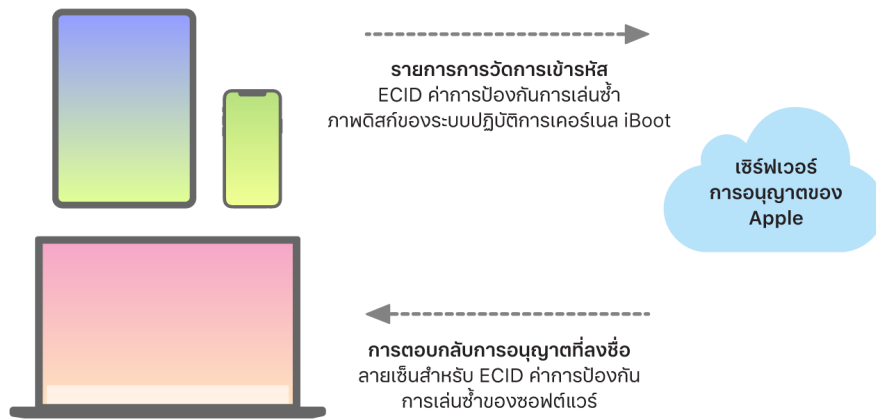 รายการการวัดการเข้ารหัส
ECID ค่าการป้องกันการเล่นซ้ำ
ภาพดิสก์ของระบบปฏิบัติการเคอร์เนล iBoot
เซิร์ฟเวอร์
การอนุญาตของ
Apple
การตอบกลับการอนุญาตที่ลงชื่อ
ลายเซ็นสำหรับ ECID ค่าการป้องกัน
การเล่นซ้ำของซอฟต์แวร์